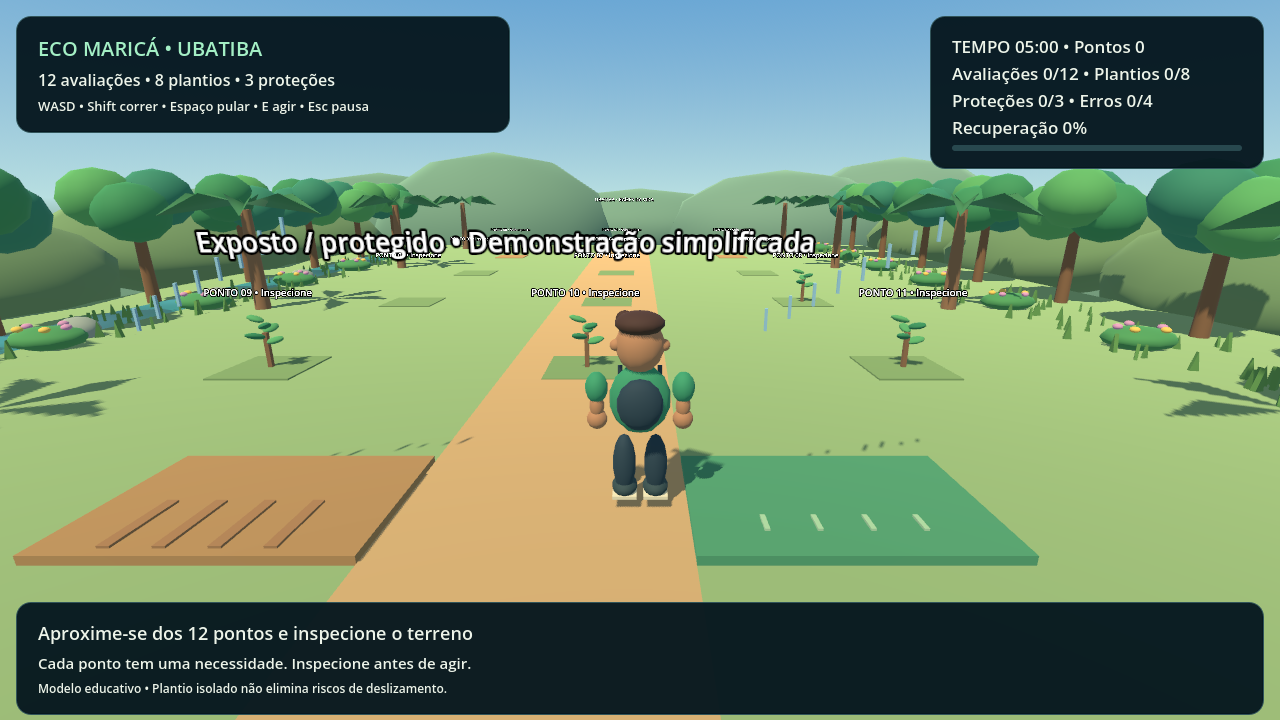 ECO MARICÁ • UBATIBA
12 avaliações • 8 plantios • 3 proteções
WASD • Shift correr • Espaço pular • E agir • Esc pausa
TEMPO 05:00 • Pontos 0
Avaliações 0/12 • Plantios 0/8
Proteções 0/3 • Erros 0/4
Recuperação 0%
Exposto / protegido • Demonstração simplificada
PONTO 09 • Inspecione
PONTO 10 • Inspecione
PONTO 11 • Inspecione
Aproxime-se dos 12 pontos e inspecione o terreno
Cada ponto tem uma necessidade. Inspecione antes de agir.
Modelo educativo • Plantio isolado não elimina riscos de deslizamento.